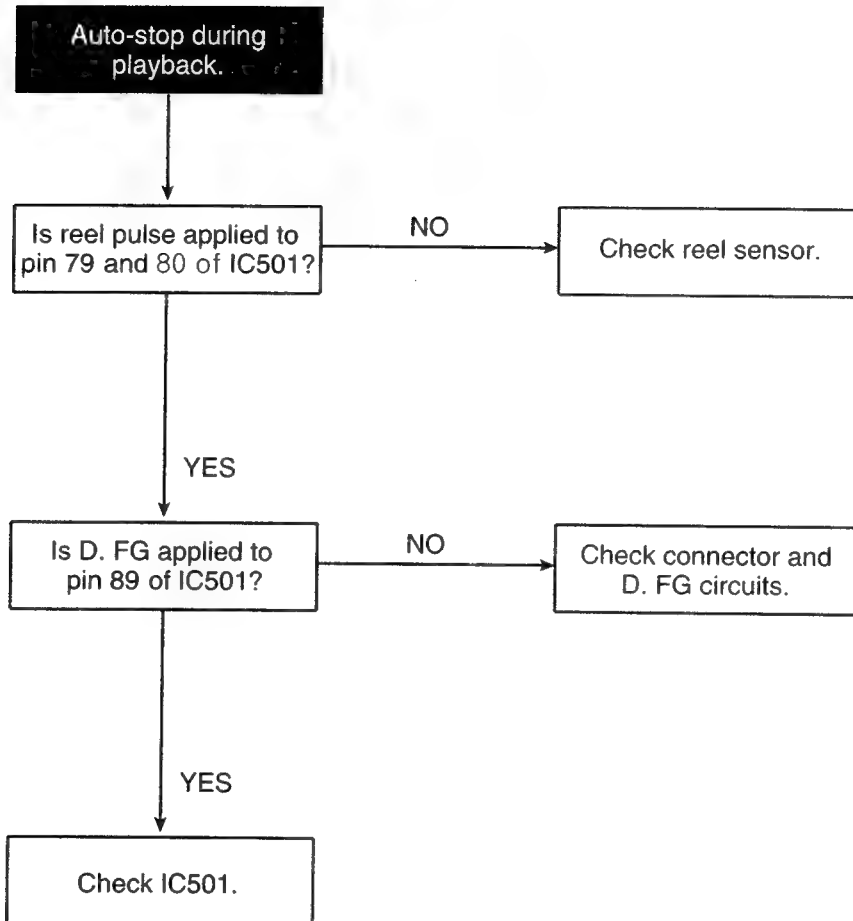 Auto-stop during
playback.
Is reel pulse applied to
pin 79 and 80 of IC501?
NO
Check reel sensor.
YES
Is D. FG applied to
pin 89 of IC501?
NO
Check connector and
D. FG circuits.
YES
Check IC501.